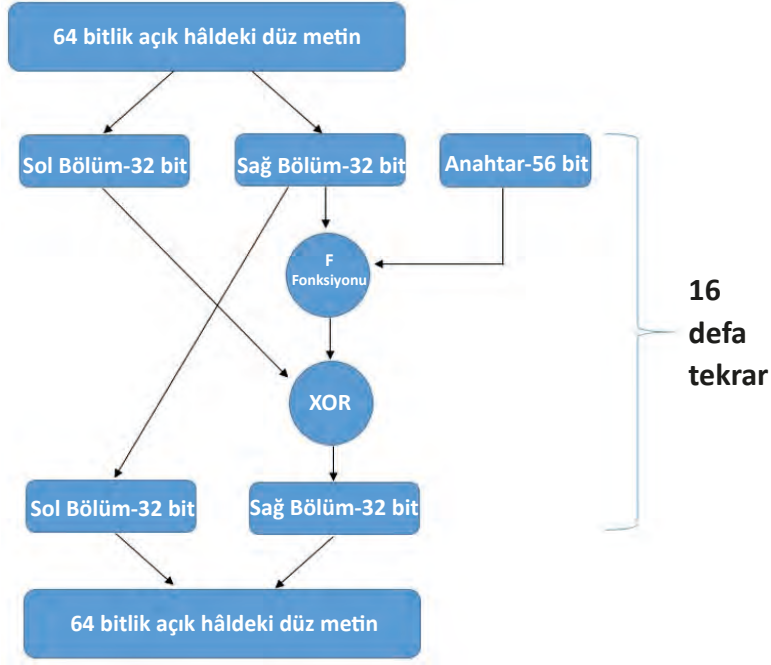 64 bitlik açık hâldeki düz metin
Sol Bölüm-32 bit
Sağ Bölüm-32 bit
Anahtar-56 bit
F
Fonksiyonu
16
defa
tekrar
XOR
Sol Bölüm-32 bit
Sağ Bölüm-32 bit
64 bitlik açık hâldeki düz metin